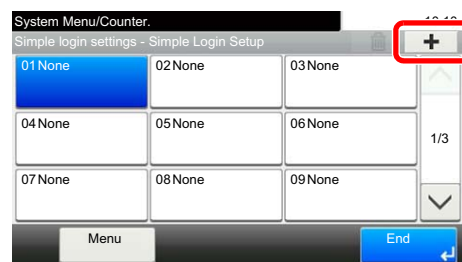 System Menu/Counter.
Simple login settings - Simple Login Setup
+
01 None
02 None
03 None
04 None
05 None
06 None
1/3
07 None
08 None
09 None
Menu
End